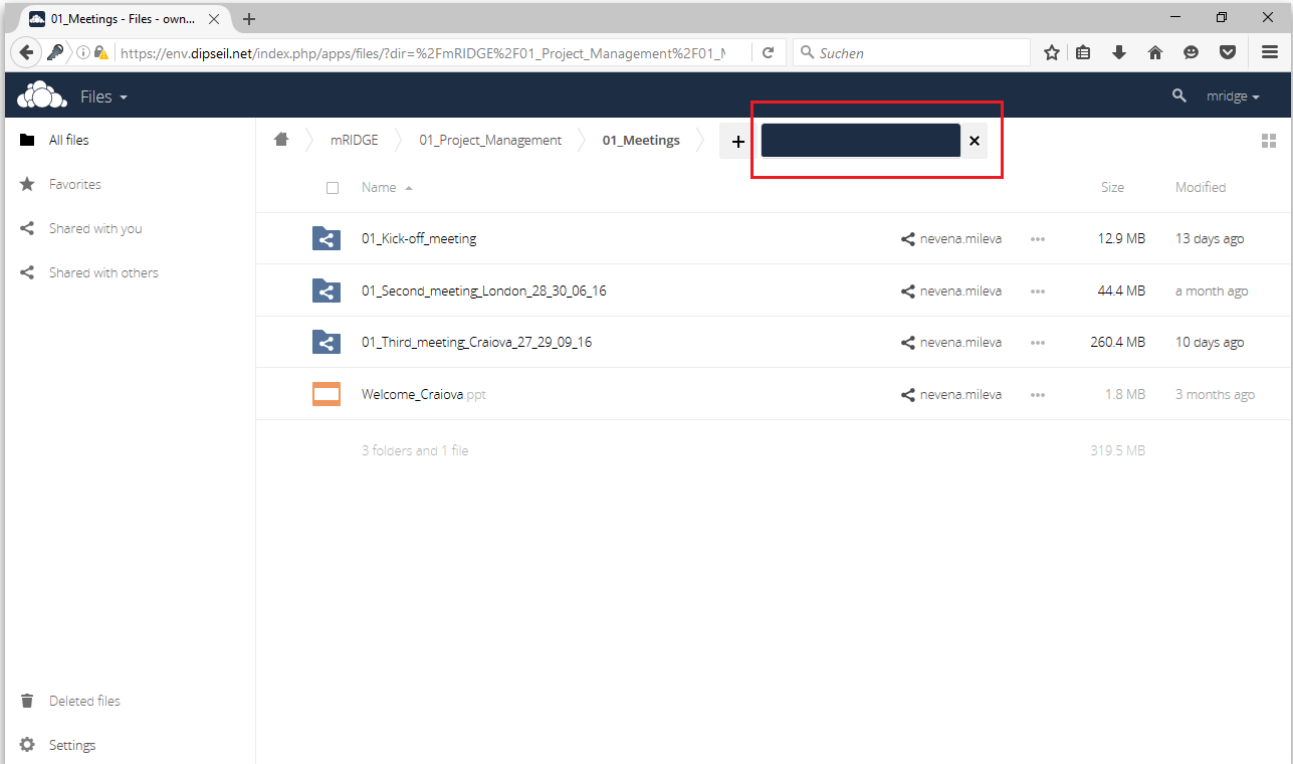 01_Meetings - Files - own...
https://env.dipseil.net/index.php/apps/files/?dir=%2FmRIDGE%2F01_Project_Management%2F01_M
Suchen
Files
mridge
All files
mRIDGE 01_Project_Management 01_Meetings
Favorites
Name Size Modified
Shared with you
01_Kick-off_meeting nevena.mileva 12.9 MB 13 days ago
Shared with others
01_Second_meeting_London_28_30_06_16 nevena.mileva 44.4 MB a month ago
01_Third_meeting_Craiova_27_29_09_16 nevena.mileva 260.4 MB 10 days ago
Welcome_Craiova.ppt nevena.mileva 1.8 MB 3 months ago
3 folders and 1 file 319.5 MB
Deleted files
Settings